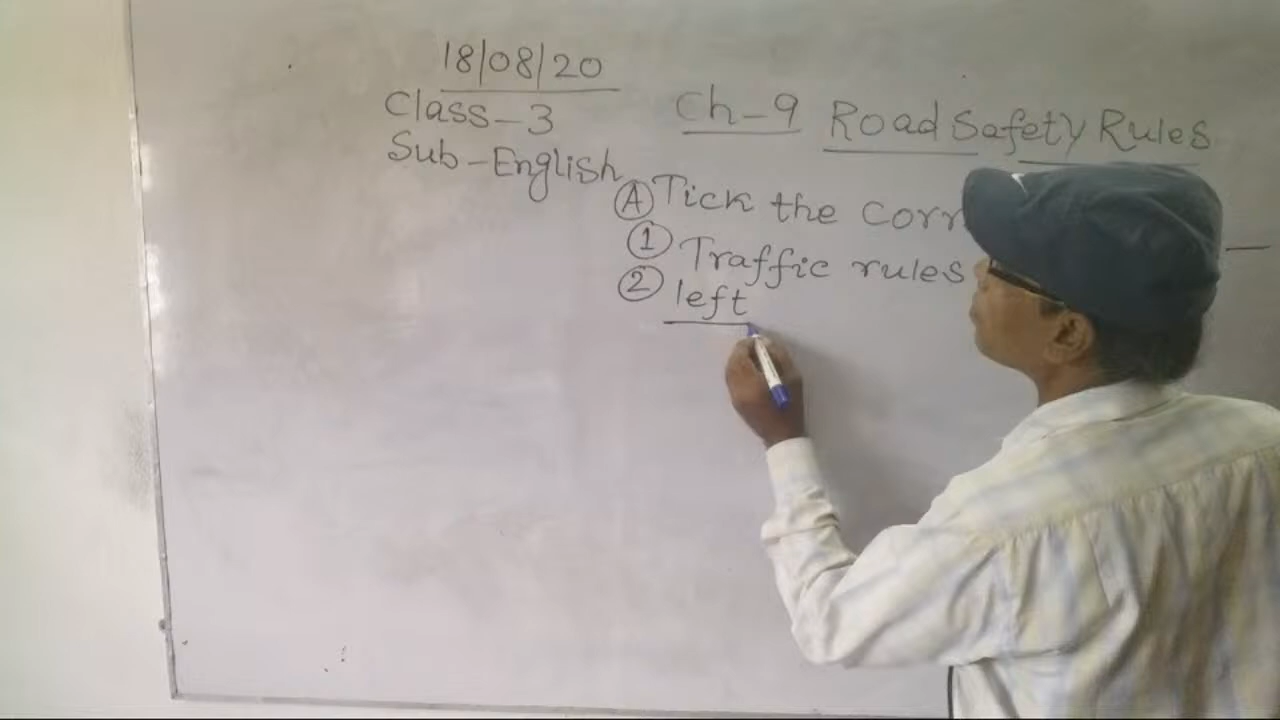 18/08/20
Class-3
Sub-English
Ch-9 Road Safety Rules
Ⓐ Tick the
① Traffic rules
② left